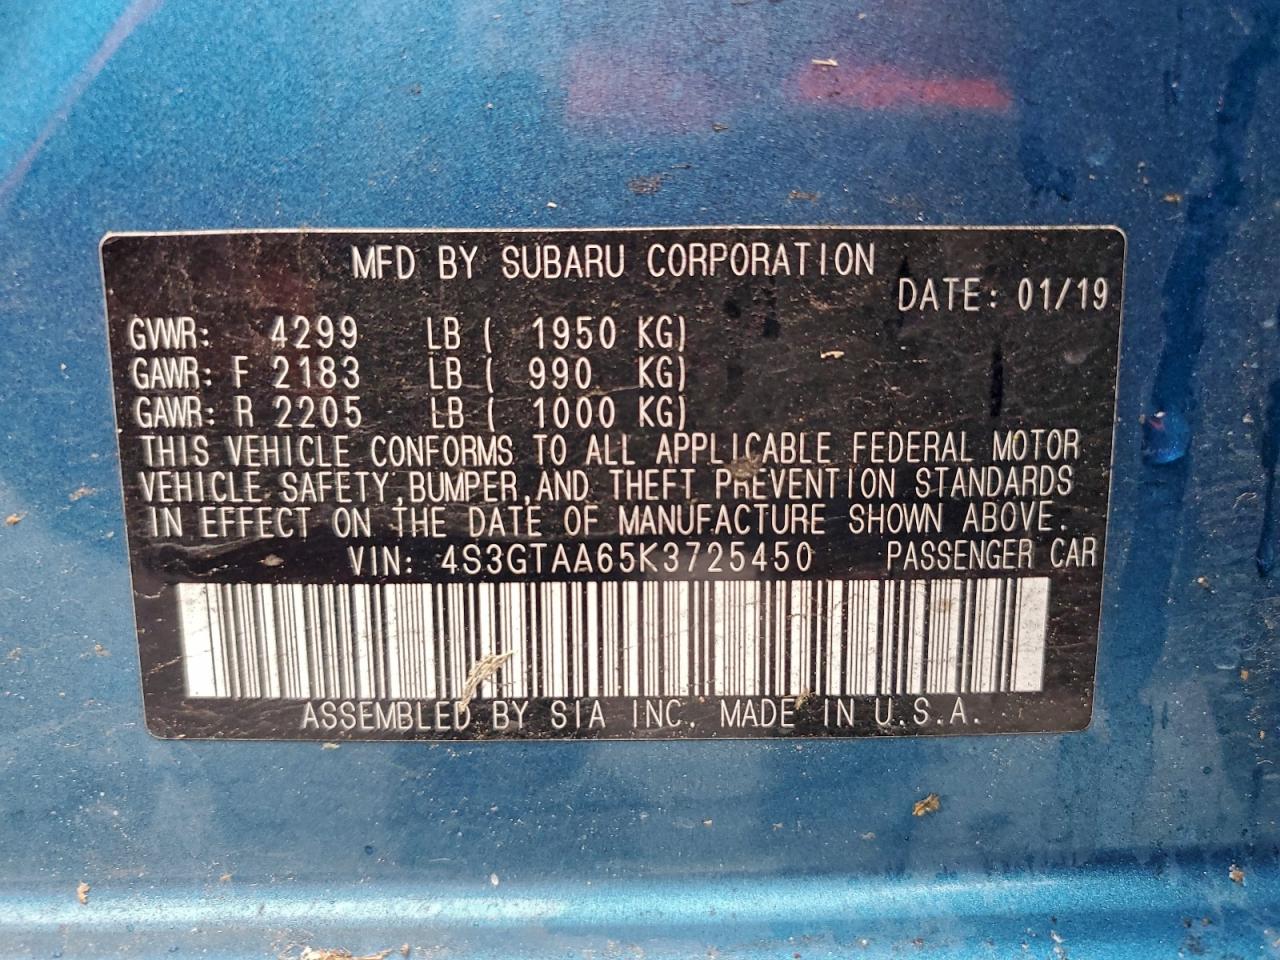 MFD BY SUBARU CORPORATION
DATE: 01/19
GVWR: 4299 LB ( 1950 KG)
GAWR: F 2183 LB ( 990 KG)
GAWR: R 2205 LB ( 1000 KG)
THIS VEHICLE CONFORMS TO ALL APPLICABLE FEDERAL MOTOR
VEHICLE SAFETY,BUMPER,AND THEFT PREVENTION STANDARDS
IN EFFECT ON THE DATE OF MANUFACTURE SHOWN ABOVE.
VIN: 4S3GTAA65K3725450 PASSENGER CAR
ASSEMBLED BY SIA INC. MADE IN U.S.A.